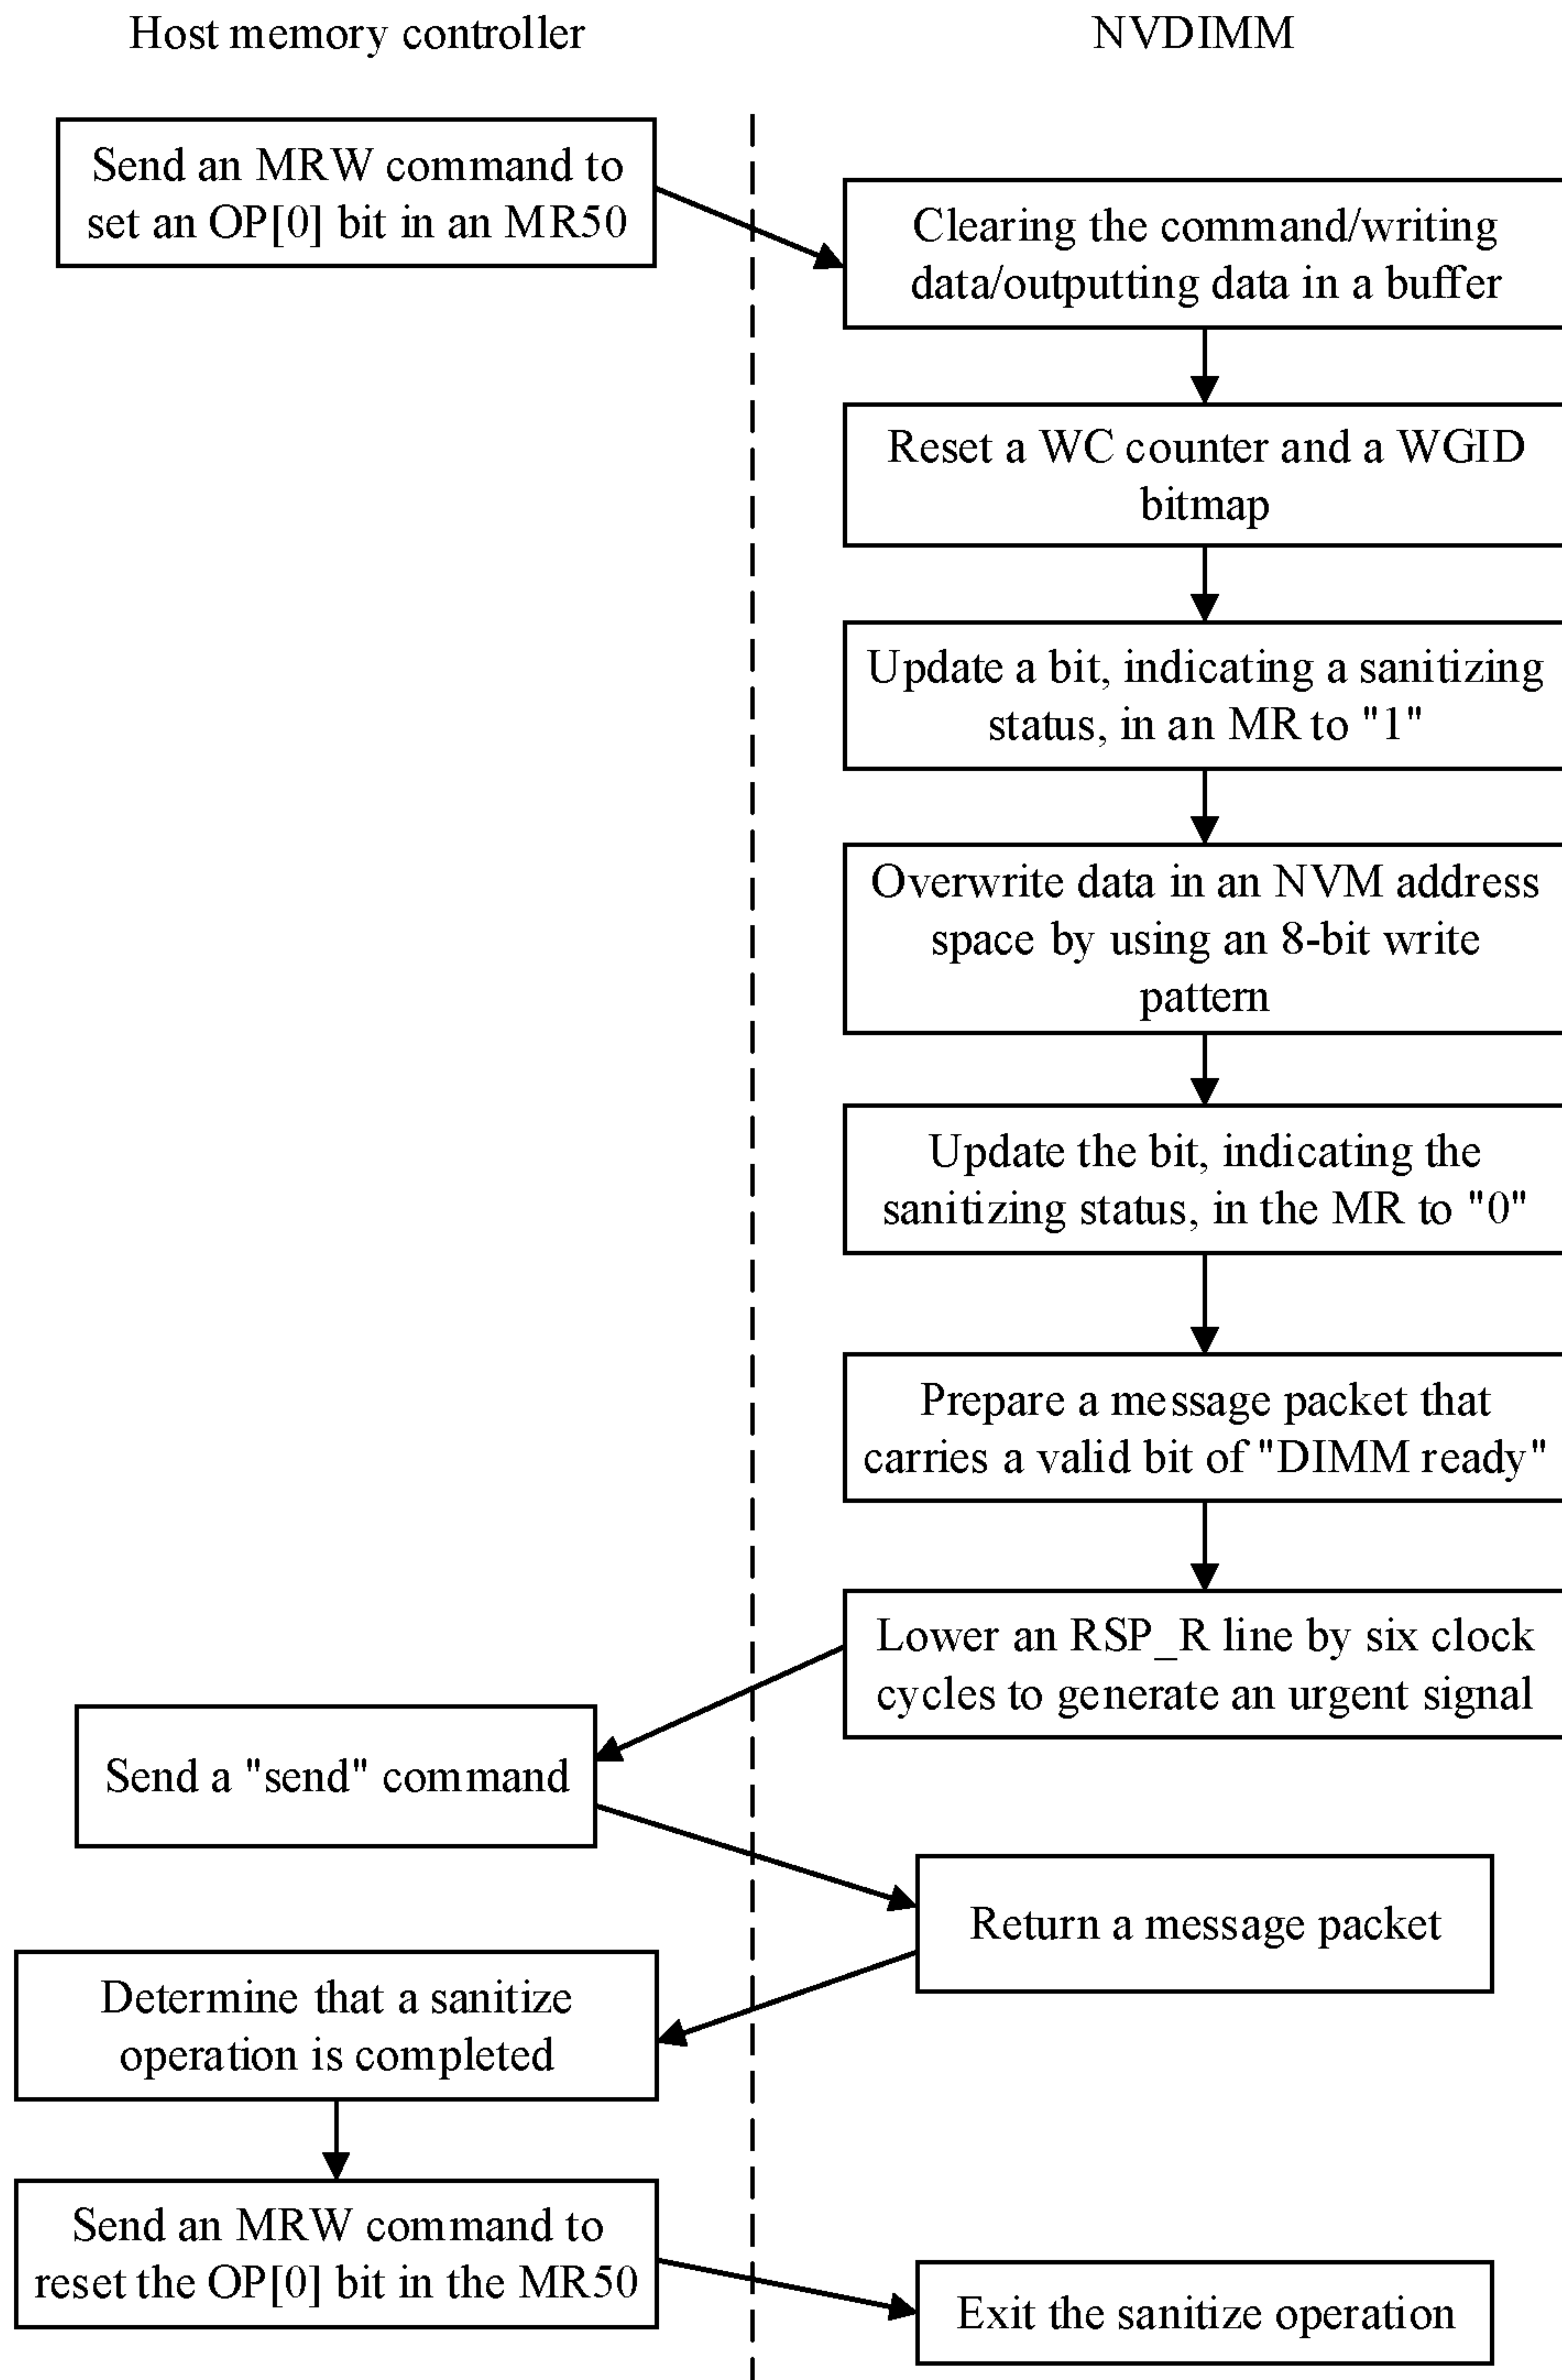 Host memory controller
NVDIMM
Send an MRW command to
set an OP[0] bit in an MR50
Clearing the command/writing
data/outputting data in a buffer
Reset a WC counter and a WGID
bitmap
Update a bit, indicating a sanitizing
status, in an MR to "1"
Overwrite data in an NVM address
space by using an 8-bit write
pattern
Update the bit, indicating the
sanitizing status, in the MR to "0"
Prepare a message packet that
carries a valid bit of "DIMM ready"
Lower an RSP_R line by six clock
cycles to generate an urgent signal
Send a "send" command
Return a message packet
Determine that a sanitize
operation is completed
Send an MRW command to
reset the OP[0] bit in the MR50
Exit the sanitize operation